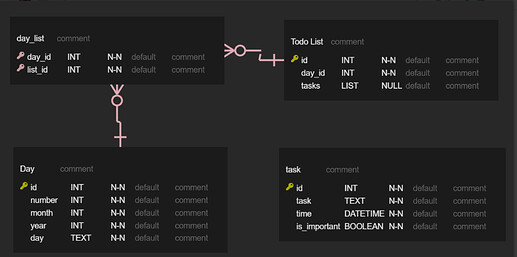 day_list comment
day_id INT N-N default comment
list_id INT N-N default comment
Todo List comment
id INT N-N default comment
day_id INT N-N default comment
tasks LIST NULL default comment
Day comment
id INT N-N default comment
number INT N-N default comment
month INT N-N default comment
year INT N-N default comment
day TEXT N-N default comment
task comment
id INT N-N default comment
task TEXT N-N default comment
time DATETIME N-N default comment
is_important BOOLEAN N-N default comment